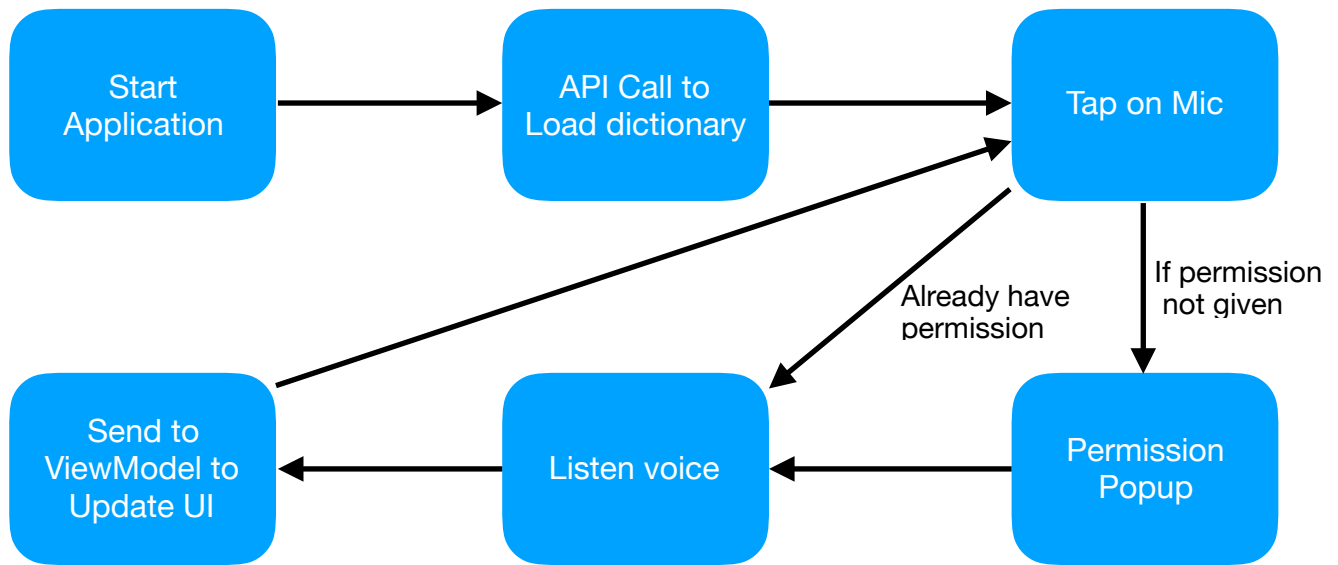 Start
Application
API Call to
Load dictionary
Tap on Mic
Already have
permission
If permission
not given
Send to
ViewModel to
Update UI
Listen voice
Permission
Popup